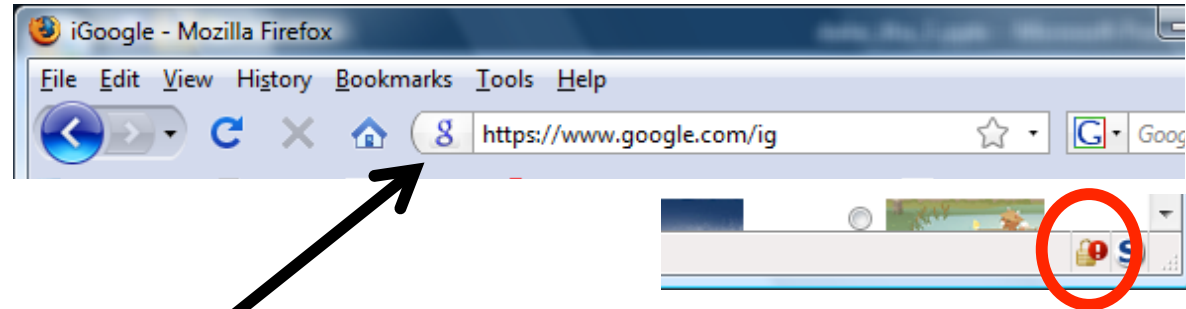 iGoogle - Mozilla Firefox
File Edit View History Bookmarks Tools Help
g https://www.google.com/ig G Goog
S